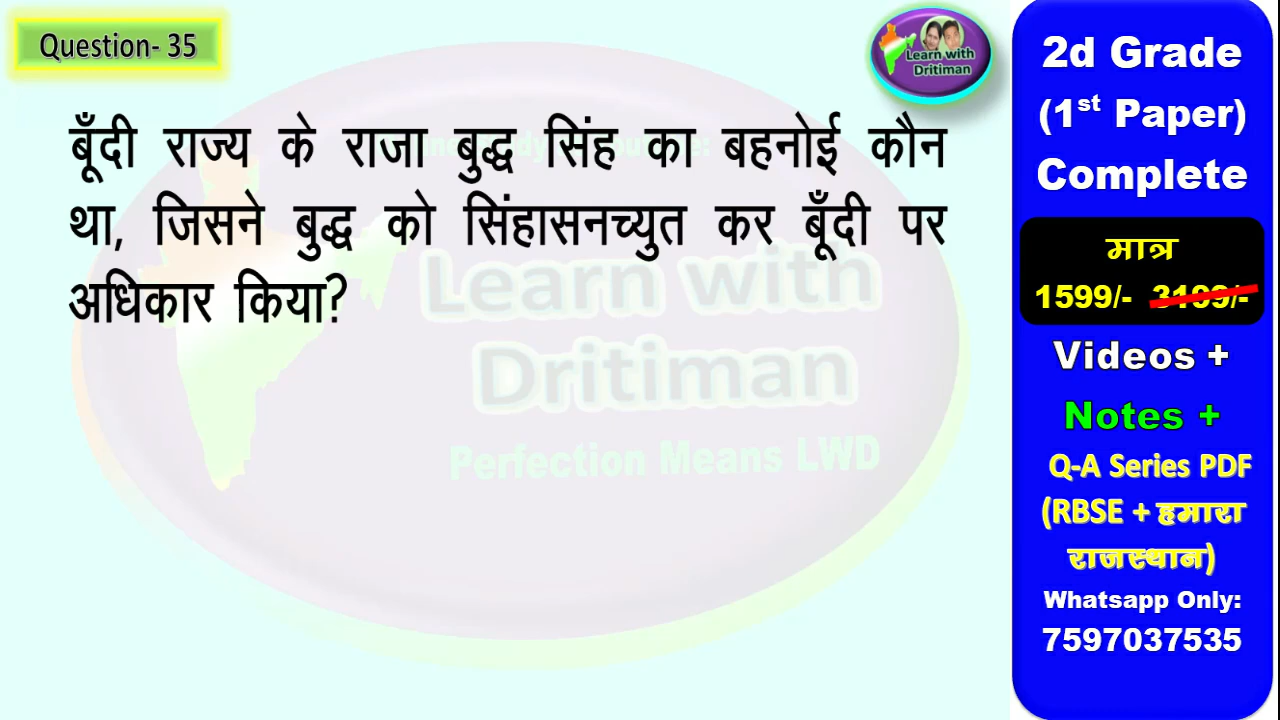 Question- 35
Learn with
Dritiman
बूँदी राज्य के राजा बुद्ध सिंह का बहनोई कौन
था, जिसने बुद्ध को सिंहासनच्युत कर बूँदी पर
अधिकार किया?
Learn with
Dritiman
Perfection Means LWD
2d Grade
(1st Paper)
Complete
मात्र
1599/- 3199/-
Videos +
Notes +
Q-A Series PDF
(RBSE + हमारा
राजस्थान)
Whatsapp Only:
7597037535